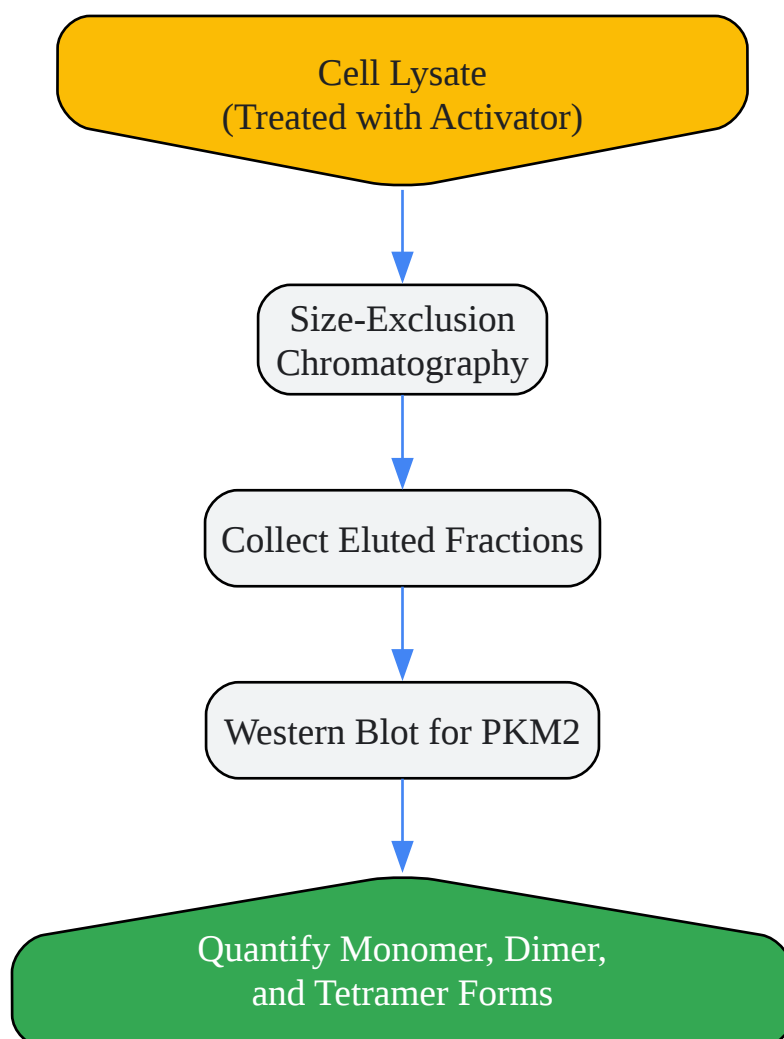 Cell Lysate
(Treated with Activator)
Size-Exclusion
Chromatography
Collect Eluted Fractions
Western Blot for PKM2
Quantify Monomer, Dimer,
and Tetramer Forms